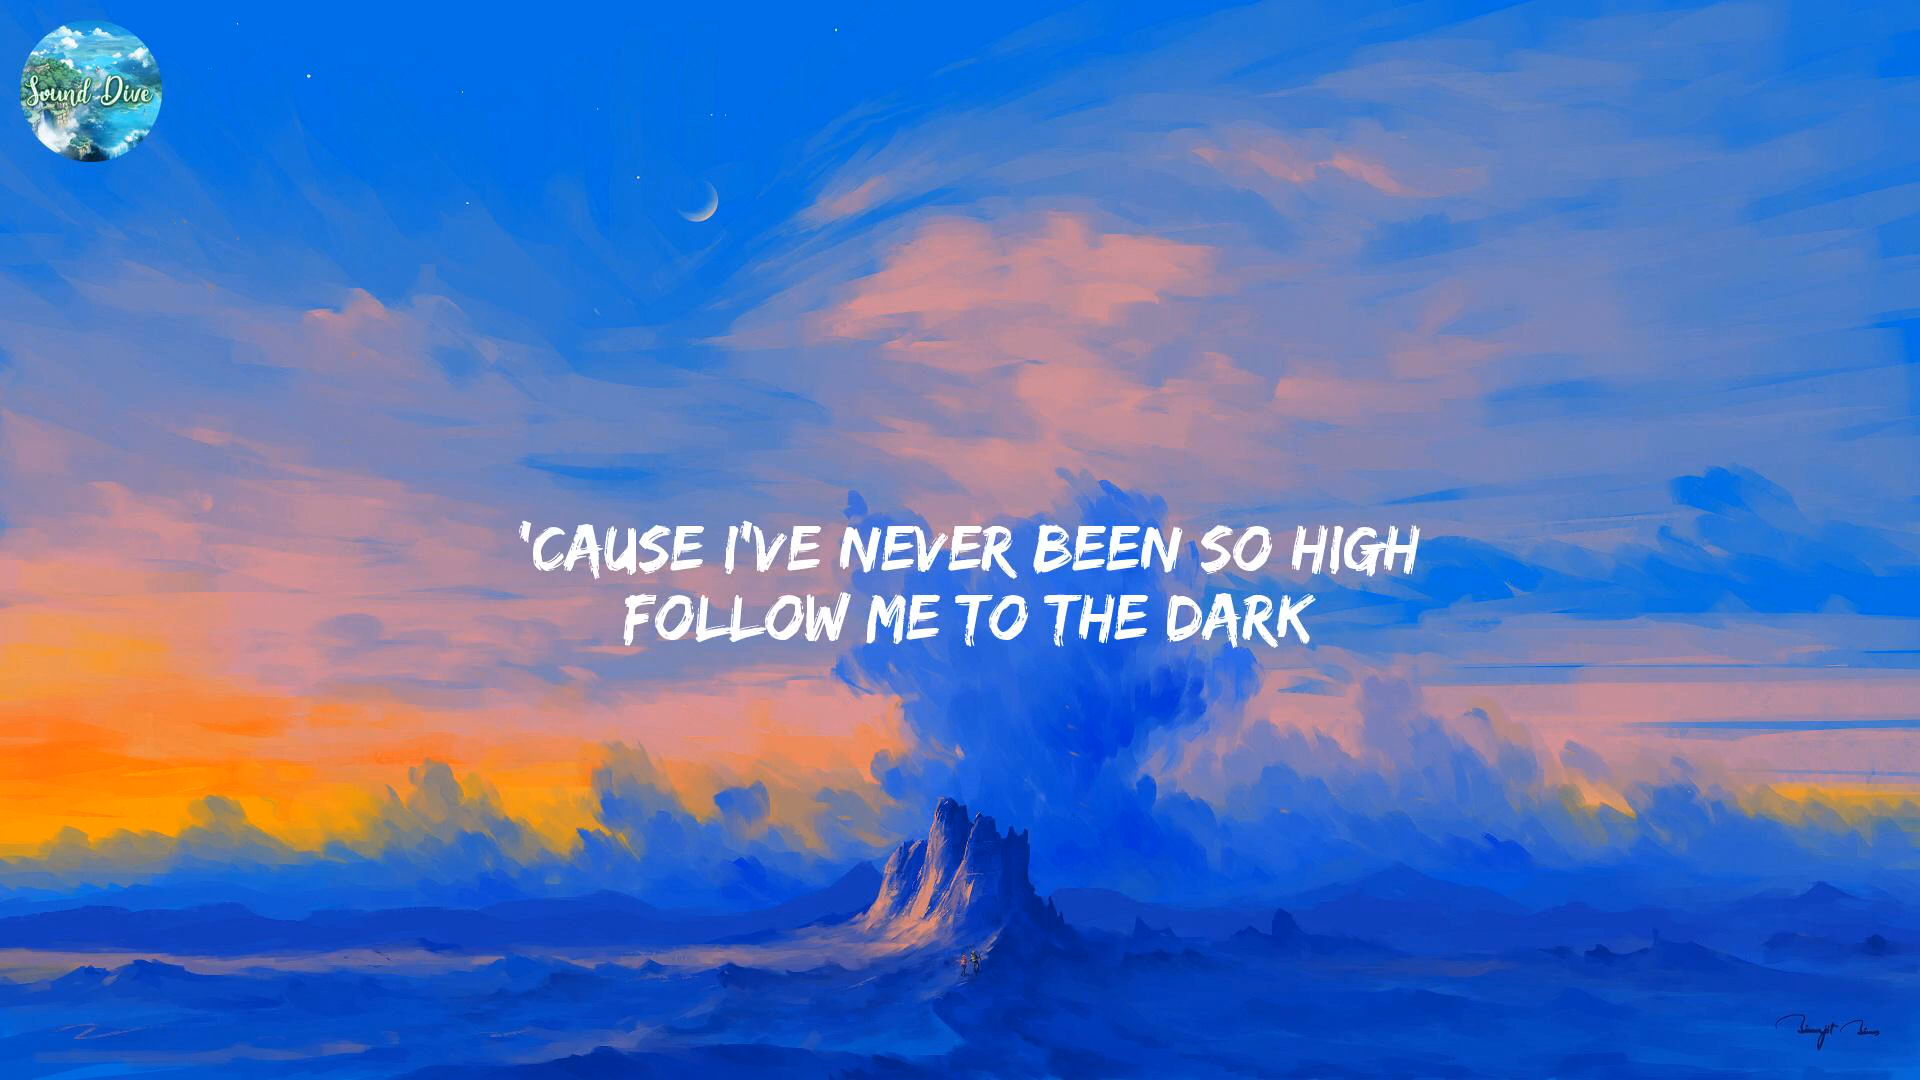 Sound Dive
'CAUSE I'VE NEVER BEEN SO HIGH
FOLLOW ME TO THE DARK